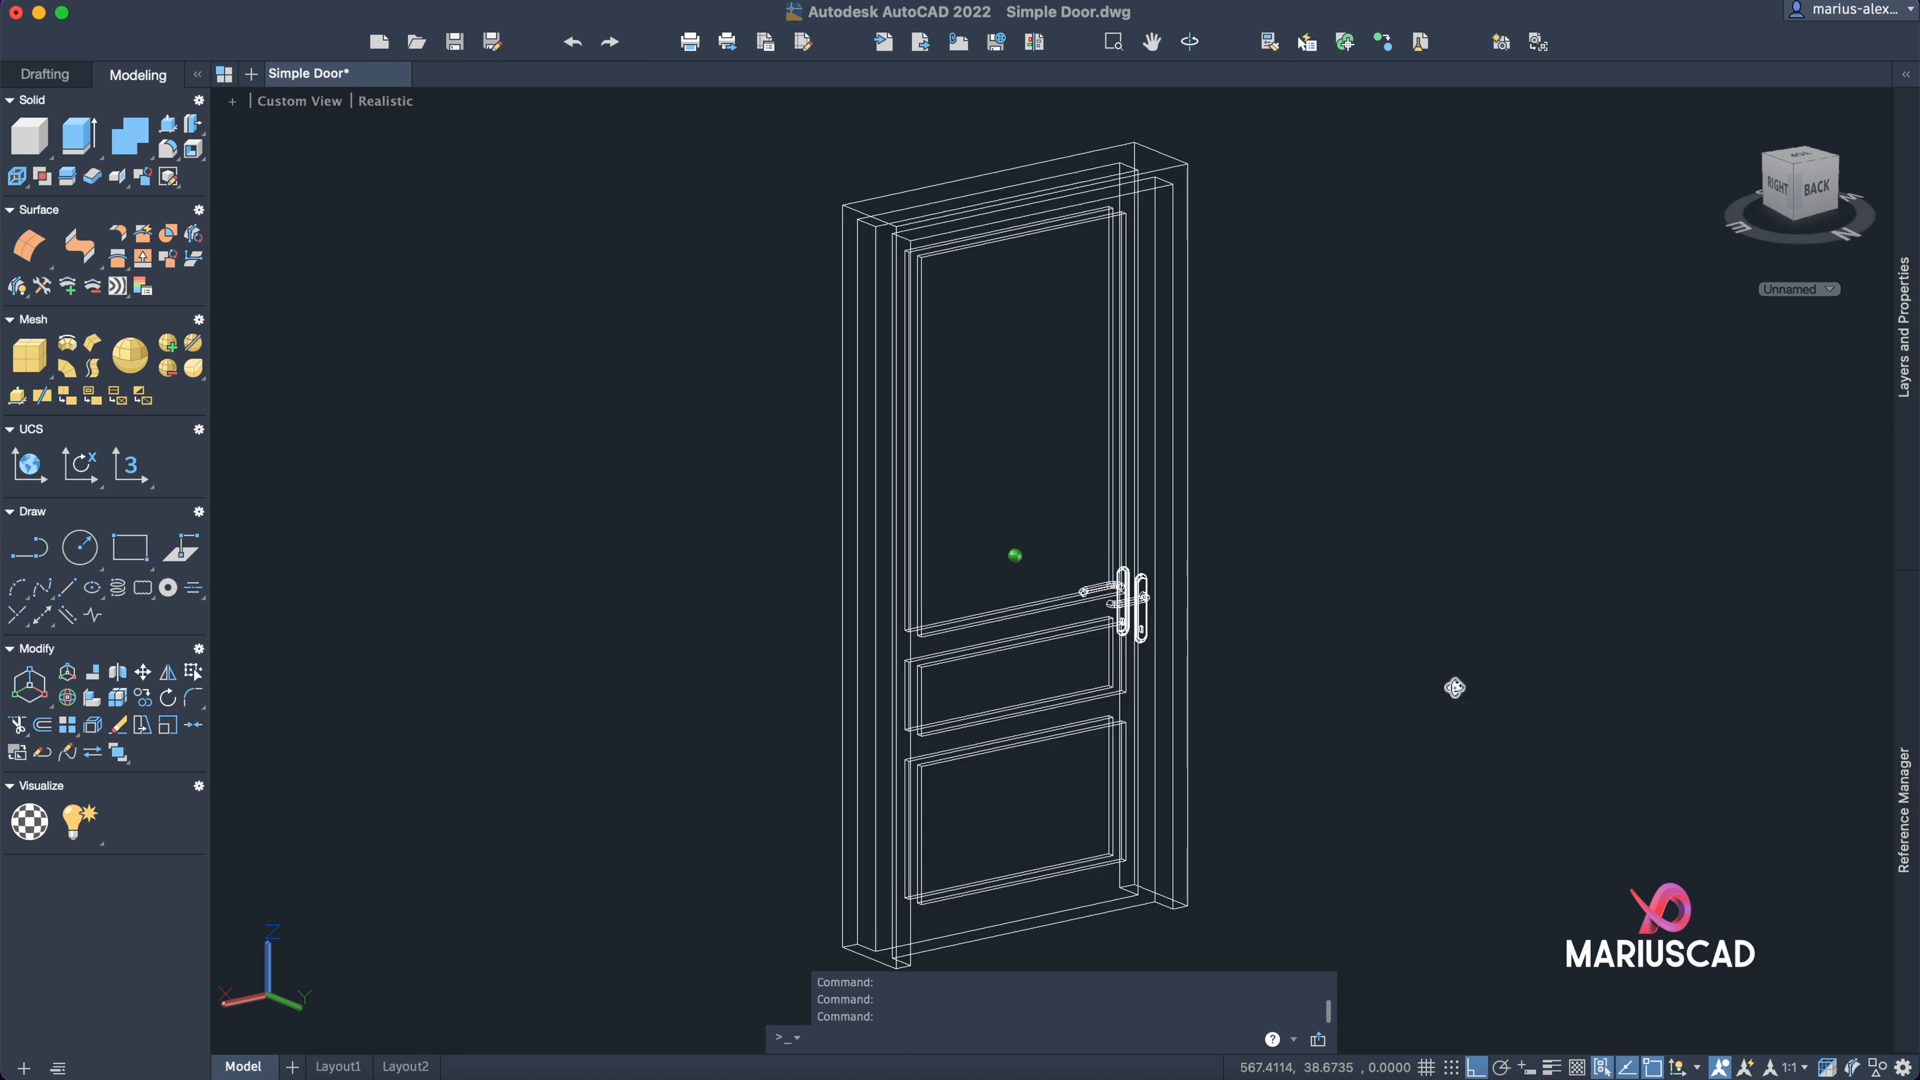 Autodesk AutoCAD 2022 Simple Door.dwg
marius-alex...
Drafting
Modeling
Simple Door*
Custom View
Realistic
Solid
Surface
Mesh
UCS
X
3
Draw
Modify
Visualize
RIGHT
BACK
E
N
Unnamed
Layers and Properties
Reference Manager
MARIUSCAD
Z
X
Y
Command:
Command:
Command:
>_
?
Model
Layout1
Layout2
567.4114, 38.6735 , 0.0000
1:1